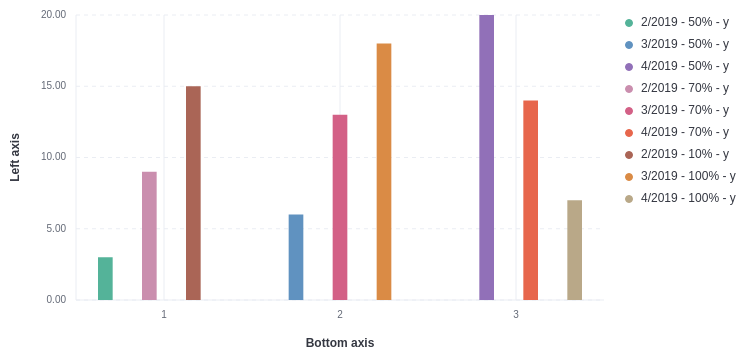 20.00
15.00
10.00
5.00
0.00
Left axis
1
2
3
Bottom axis
2/2019 - 50% - y
3/2019 - 50% - y
4/2019 - 50% - y
2/2019 - 70% - y
3/2019 - 70% - y
4/2019 - 70% - y
2/2019 - 10% - y
3/2019 - 100% - y
4/2019 - 100% - y